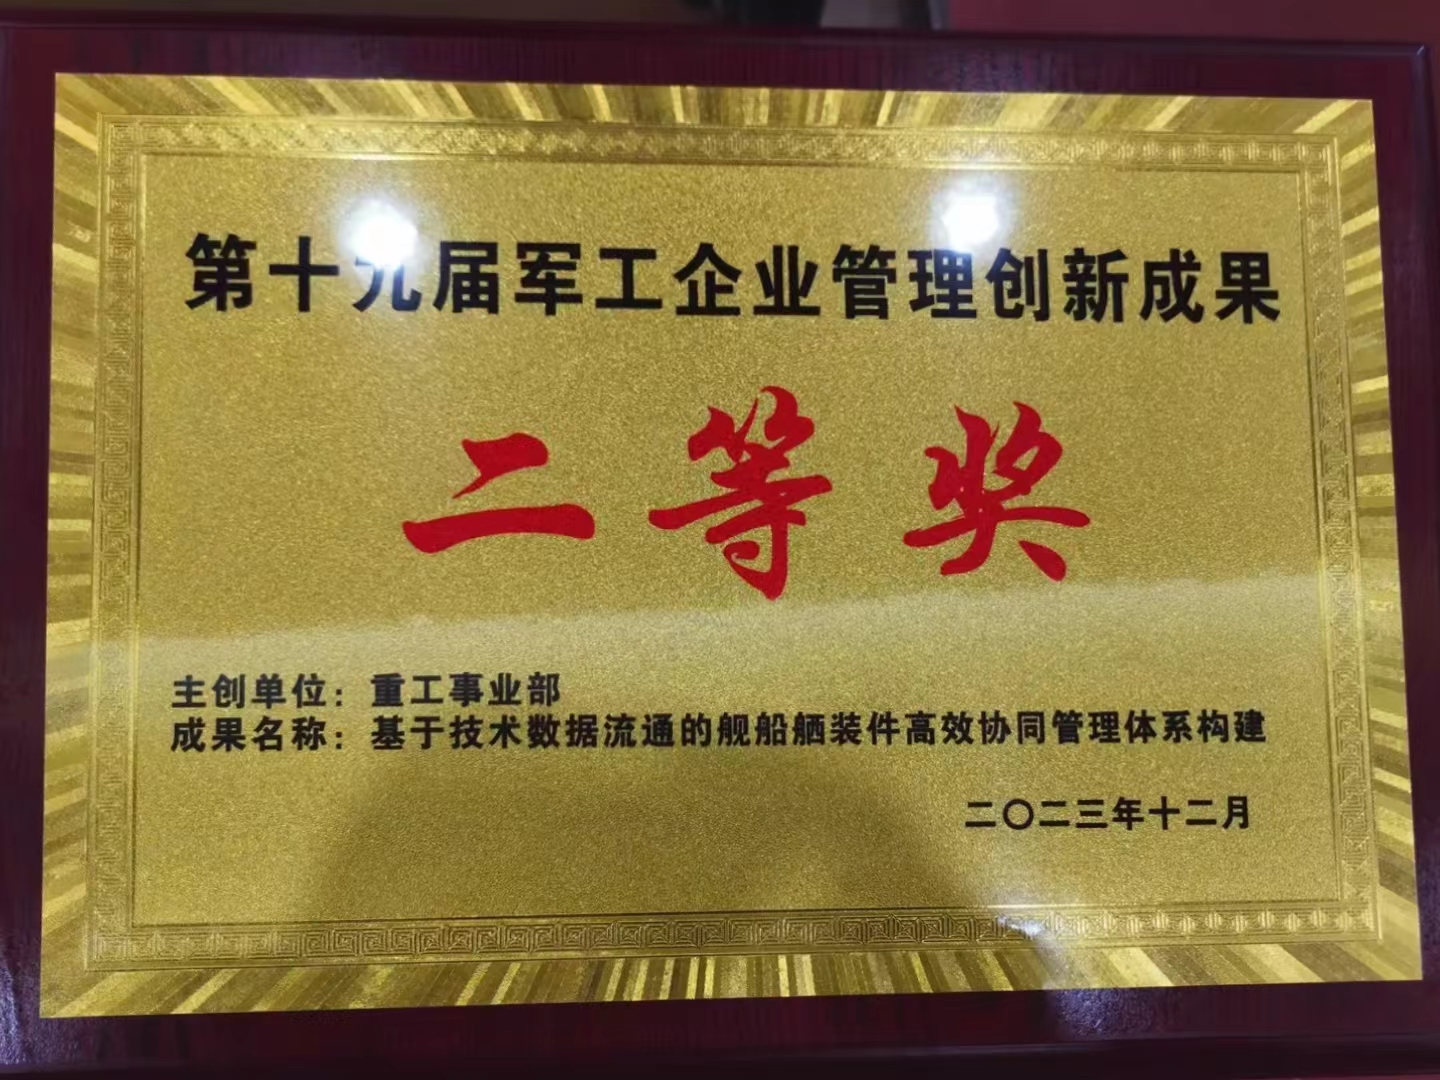 第十九届军工企业管理创新成果
二等奖
主创单位：重工事业部
成果名称：基于技术数据流通的舰船舾装件高效协同管理体系构建
二〇二三年十二月